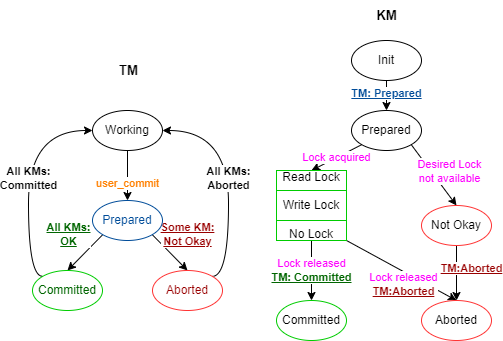 KM
TM
Init
TM: Prepared
Working
Prepared
Lock acquired
All KMs:
Committed
All KMs:
Aborted
user_commit
Desired Lock
not available
Read Lock
Write Lock
No Lock
Prepared
All KMs:
OK
Some KM:
Not Okay
Not Okay
Lock released
TM: Committed
Lock released
TM:Aborted
TM:Aborted
Committed
Aborted
Committed
Aborted